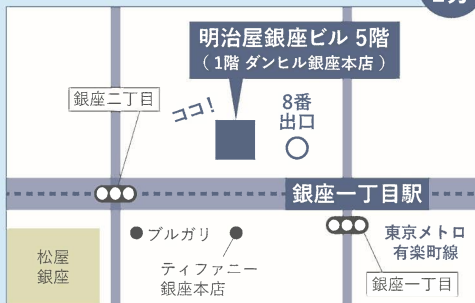 明治屋銀座ビル 5階
( 1階 ダンヒル銀座本店 )
銀座二丁目
ココ!
8番
出口
銀座一丁目駅
ブルガリ
東京メトロ
有楽町線
松屋
銀座
ティファニー
銀座本店
銀座一丁目